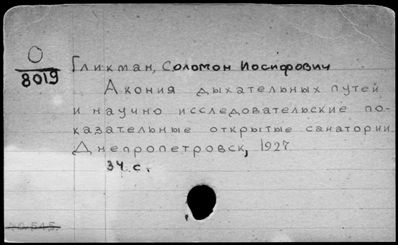 О
8019
Гликман, Соломон Иосифович
Акония дыхательных путей
и научно исследовательские по-
казательные открытые санатории.
Днепропетровск, 1927
34 с.